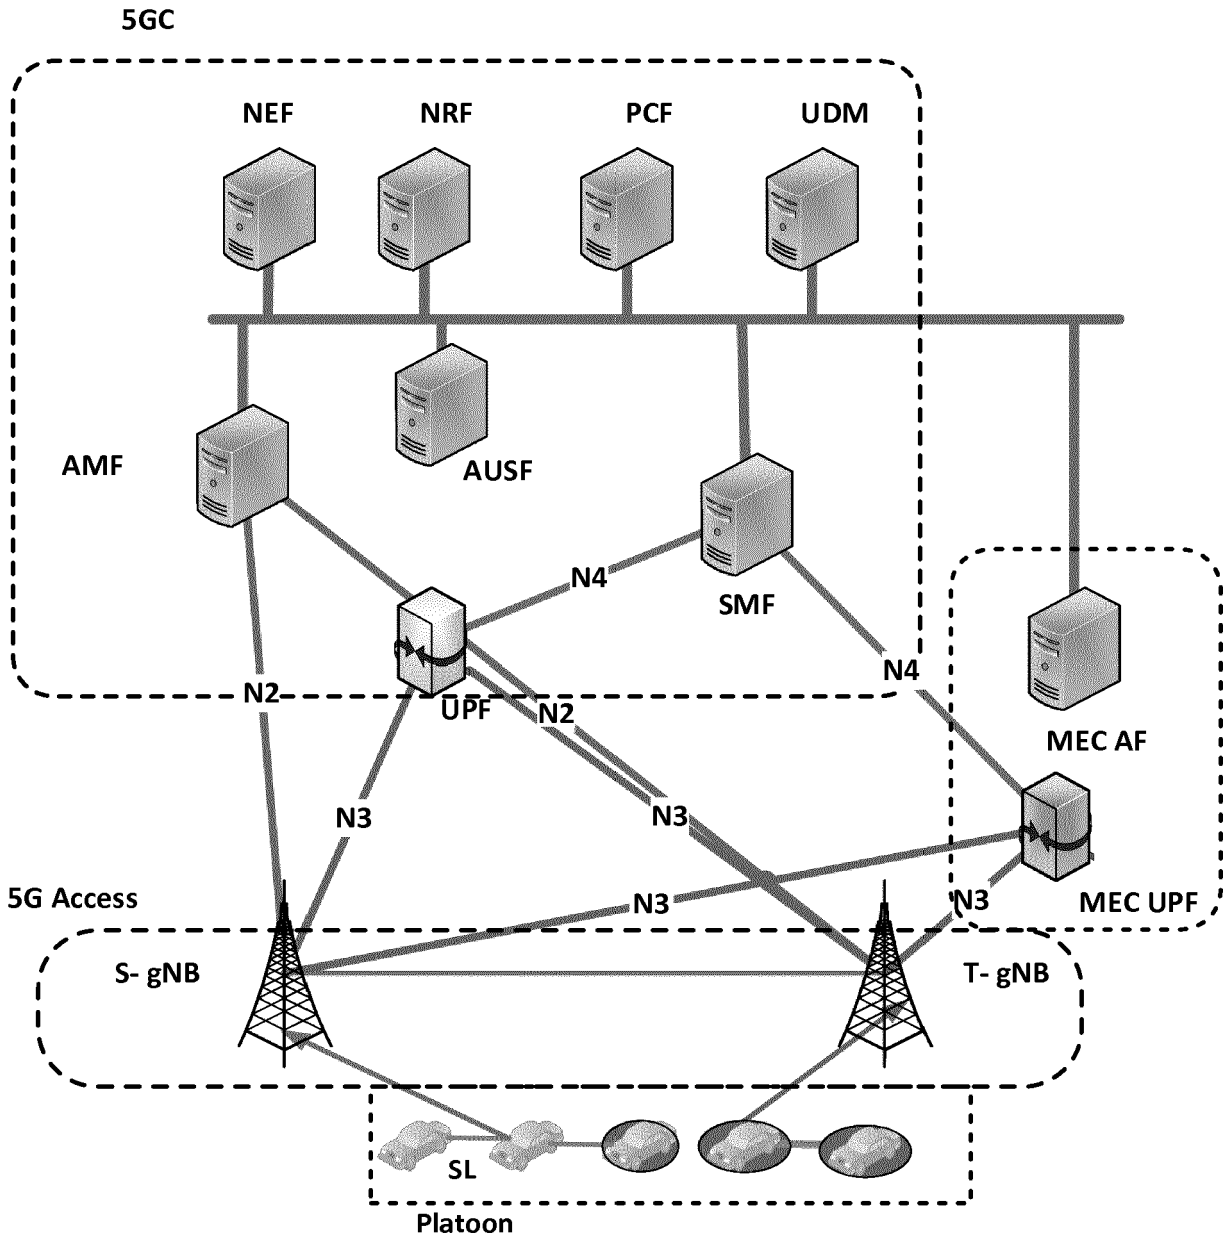 5GC
NEF
NRF
PCF
UDM
AMF
AUSF
SMF
N4
N4
N2
UPF
N2
MEC AF
N3
N3
5G Access
N3
N3
MEC UPF
S- gNB
T- gNB
SL
Platoon